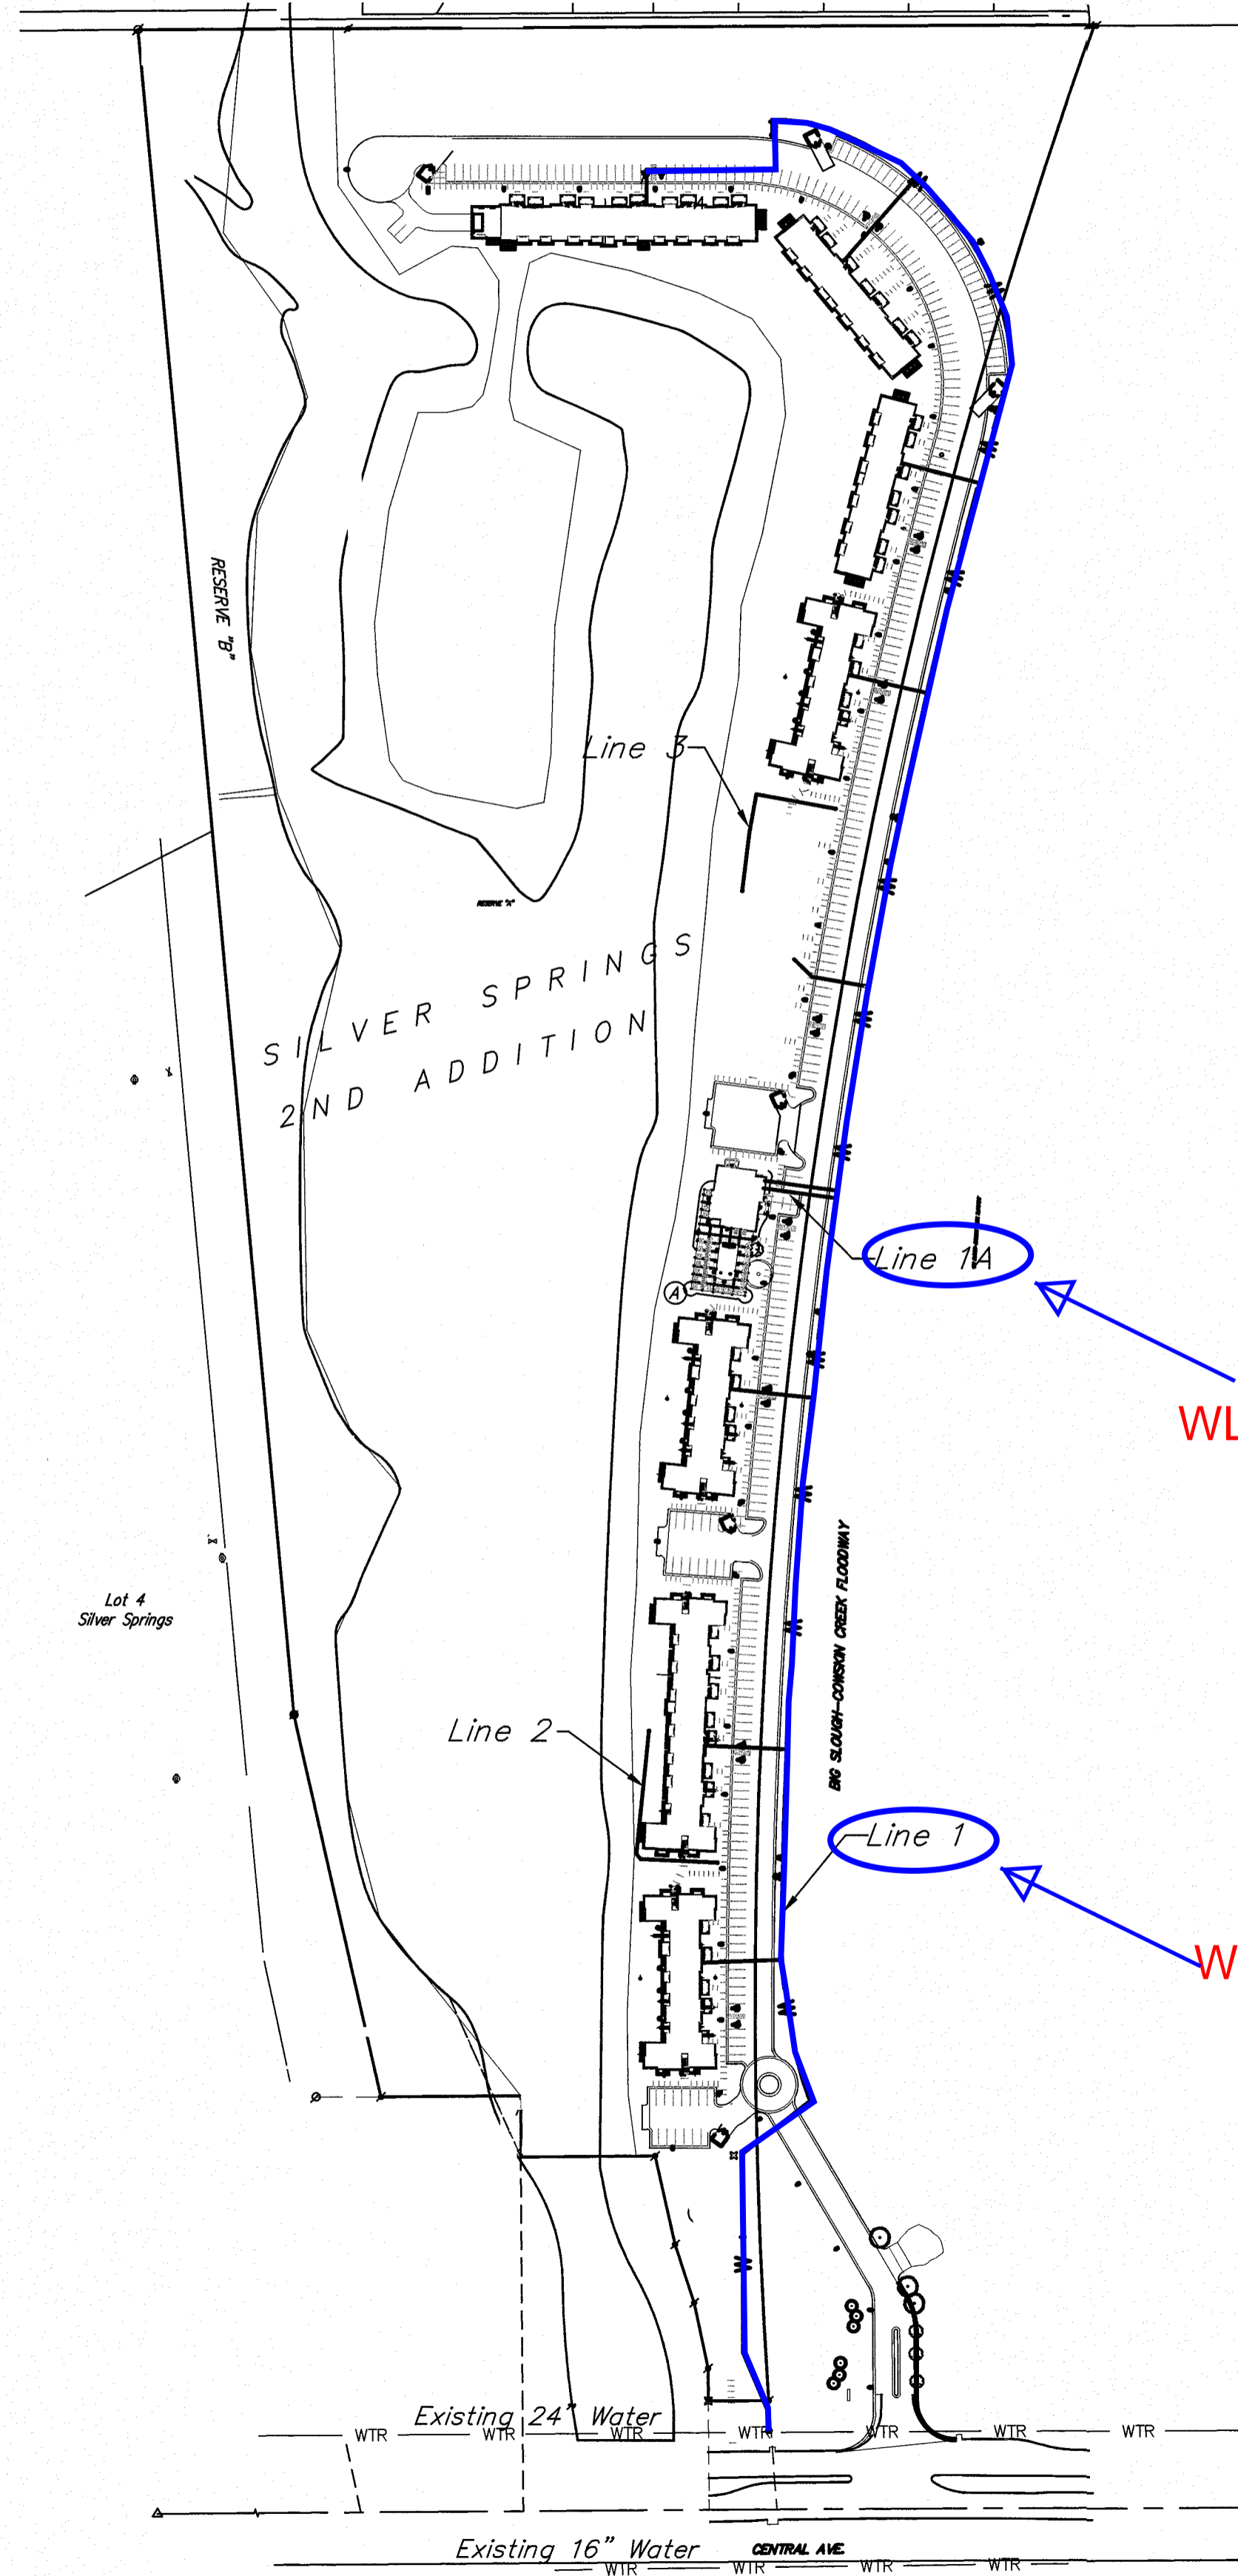 RESERVE "B"
Line 3
RESERVE "A"
SILVER SPRINGS
2ND ADDITION
Line 1A
A
WL
BIG SLOUGH-COWSKIN CREEK FLOODWAY
Lot 4
Silver Springs
Line 2
Line 1
W
W
Existing 24" Water
WTR WTR WTR WTR WTR WTR WTR
Existing 16" Water
CENTRAL AVE.
WTR WTR WTR WTR